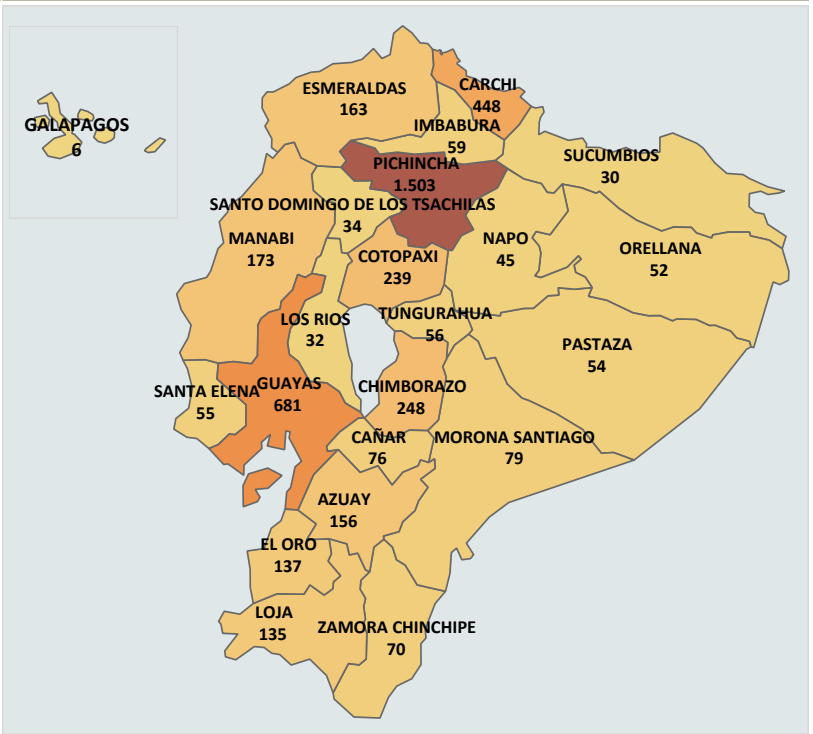 ESMERALDAS
163
CARCHI
448
GALAPAGOS
6
IMBABURA
59
PICHINCHA
1.503
SUCUMBIOS
30
SANTO DOMINGO DE LOS TSACHILAS
34
MANABI
173
NAPO
45
ORELLANA
52
COTOPAXI
239
LOS RIOS
32
TUNGURAHUA
56
PASTAZA
54
SANTA ELENA
55
GUAYAS
681
CHIMBORAZO
248
CAÑAR
76
MORONA SANTIAGO
79
AZUAY
156
EL ORO
137
LOJA
135
ZAMORA CHINCHIPE
70